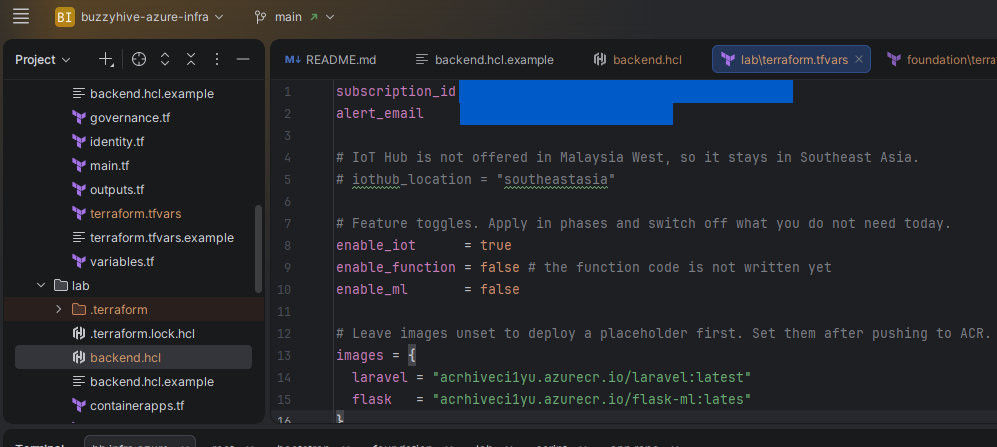 BI buzzyhive-azure-infra main
Project
README.md backend.hcl.example backend.hcl lab\terraform.tfvars foundation\terra
backend.hcl.example
governance.tf
identity.tf
main.tf
outputs.tf
terraform.tfvars
terraform.tfvars.example
variables.tf
lab
.terraform
.terraform.lock.hcl
backend.hcl
backend.hcl.example
containerapps.tf
1 subscription_id
2 alert_email
3
4 # IoT Hub is not offered in Malaysia West, so it stays in Southeast Asia.
5 # iothub_location = "southeastasia"
6
7 # Feature toggles. Apply in phases and switch off what you do not need today.
8 enable_iot = true
9 enable_function = false # the function code is not written yet
10 enable_ml = false
11
12 # Leave images unset to deploy a placeholder first. Set them after pushing to ACR.
13 images = {
14 laravel = "acrhiveci1yu.azurecr.io/laravel:latest"
15 flask = "acrhiveci1yu.azurecr.io/flask-ml:lates"
16 }